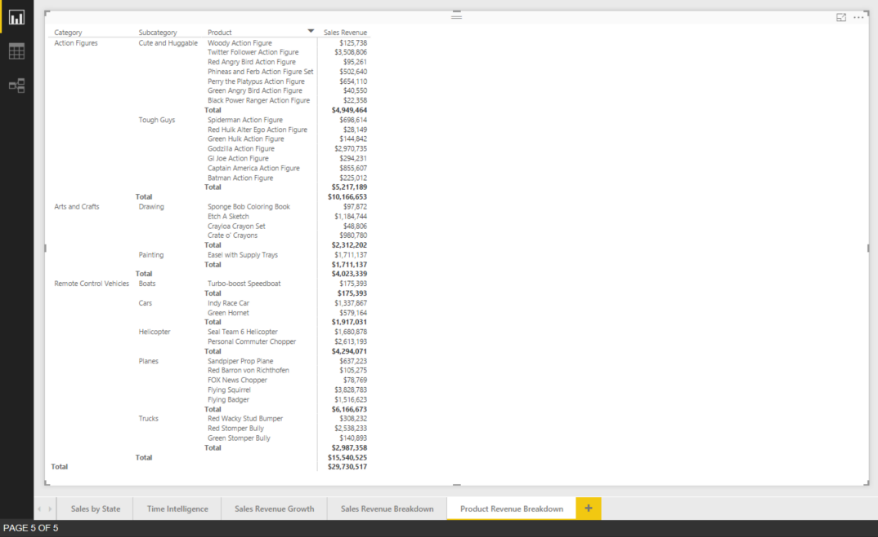 Category Subcategory Product Sales Revenue
Action Figures Cute and Huggable Woody Action Figure $125,738
Twitter Follower Action Figure $3,508,806
Red Angry Bird Action Figure $95,261
Phineas and Ferb Action Figure Set $502,640
Perry the Platypus Action Figure $654,110
Green Angry Bird Action Figure $40,550
Black Power Ranger Action Figure $22,358
Total $4,949,464
Tough Guys Spiderman Action Figure $698,614
Red Hulk Alter Ego Action Figure $28,149
Green Hulk Action Figure $144,842
Godzilla Action Figure $2,970,735
GI Joe Action Figure $294,231
Captain America Action Figure $855,607
Batman Action Figure $225,012
Total $5,217,189
Total $10,166,653
Arts and Crafts Drawing Sponge Bob Coloring Book $97,872
Etch A Sketch $1,184,744
Crayloa Crayon Set $48,806
Crate o' Crayons $980,780
Total $2,312,202
Painting Easel with Supply Trays $1,711,137
Total $1,711,137
Total $4,023,339
Remote Control Vehicles Boats Turbo-boost Speedboat $175,393
Total $175,393
Cars Indy Race Car $1,337,867
Green Hornet $579,164
Total $1,917,031
Helicopter Seal Team 6 Helicopter $1,680,878
Personal Commuter Chopper $2,613,193
Total $4,294,071
Planes Sandpiper Prop Plane $637,223
Red Barron von Richthofen $105,275
FOX News Chopper $78,769
Flying Squirrel $3,828,783
Flying Badger $1,516,623
Total $6,166,673
Trucks Red Wacky Stud Bumper $308,232
Red Stomper Bully $2,538,233
Green Stomper Bully $140,893
Total $2,987,358
Total $15,540,525
Total $29,730,517
Sales by State Time Intelligence Sales Revenue Growth Sales Revenue Breakdown Product Revenue Breakdown +
PAGE 5 OF 5